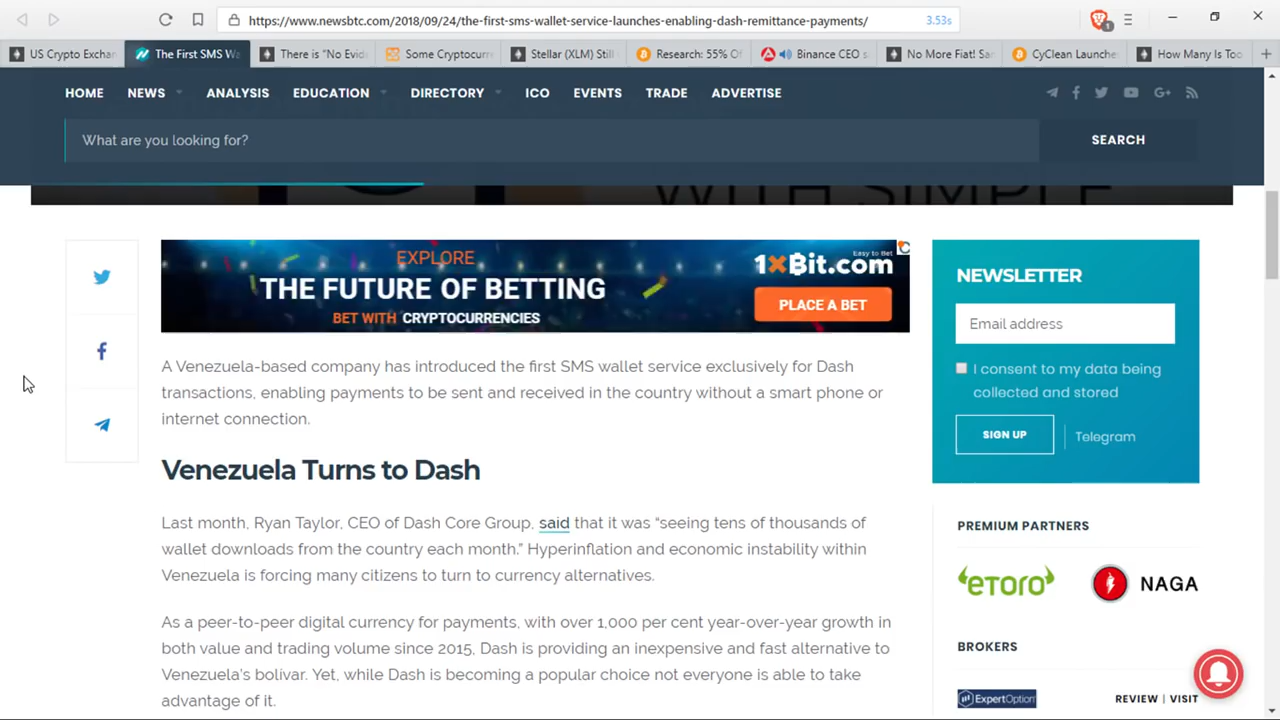 https://www.newsbtc.com/2018/09/24/the-first-sms-wallet-service-launches-enabling-dash-remittance-payments/
3.53s
1
US Crypto Exchan
The First SMS Wa
There is "No Evid
Some Cryptocurr
Stellar (XLM) Still
Research: 55% Of
Binance CEO s
No More Fiat! Sa
CyClean Launche
How Many Is Too
HOME
NEWS
ANALYSIS
EDUCATION
DIRECTORY
ICO
EVENTS
TRADE
ADVERTISE
What are you looking for?
SEARCH
WITH SIMPLE
EXPLORE
THE FUTURE OF BETTING
BET WITH CRYPTOCURRENCIES
Easy to Bet
1xBit.com
PLACE A BET
A Venezuela-based company has introduced the first SMS wallet service exclusively for Dash
transactions, enabling payments to be sent and received in the country without a smart phone or
internet connection.
Venezuela Turns to Dash
Last month, Ryan Taylor, CEO of Dash Core Group, said that it was “seeing tens of thousands of
wallet downloads from the country each month.” Hyperinflation and economic instability within
Venezuela is forcing many citizens to turn to currency alternatives.
As a peer-to-peer digital currency for payments, with over 1,000 per cent year-over-year growth in
both value and trading volume since 2015, Dash is providing an inexpensive and fast alternative to
Venezuela's bolivar. Yet, while Dash is becoming a popular choice not everyone is able to take
advantage of it.
NEWSLETTER
Email address
I consent to my data being
collected and stored
SIGN UP
Telegram
PREMIUM PARTNERS
eToro
NAGA
BROKERS
ExpertOption
REVIEW | VISIT